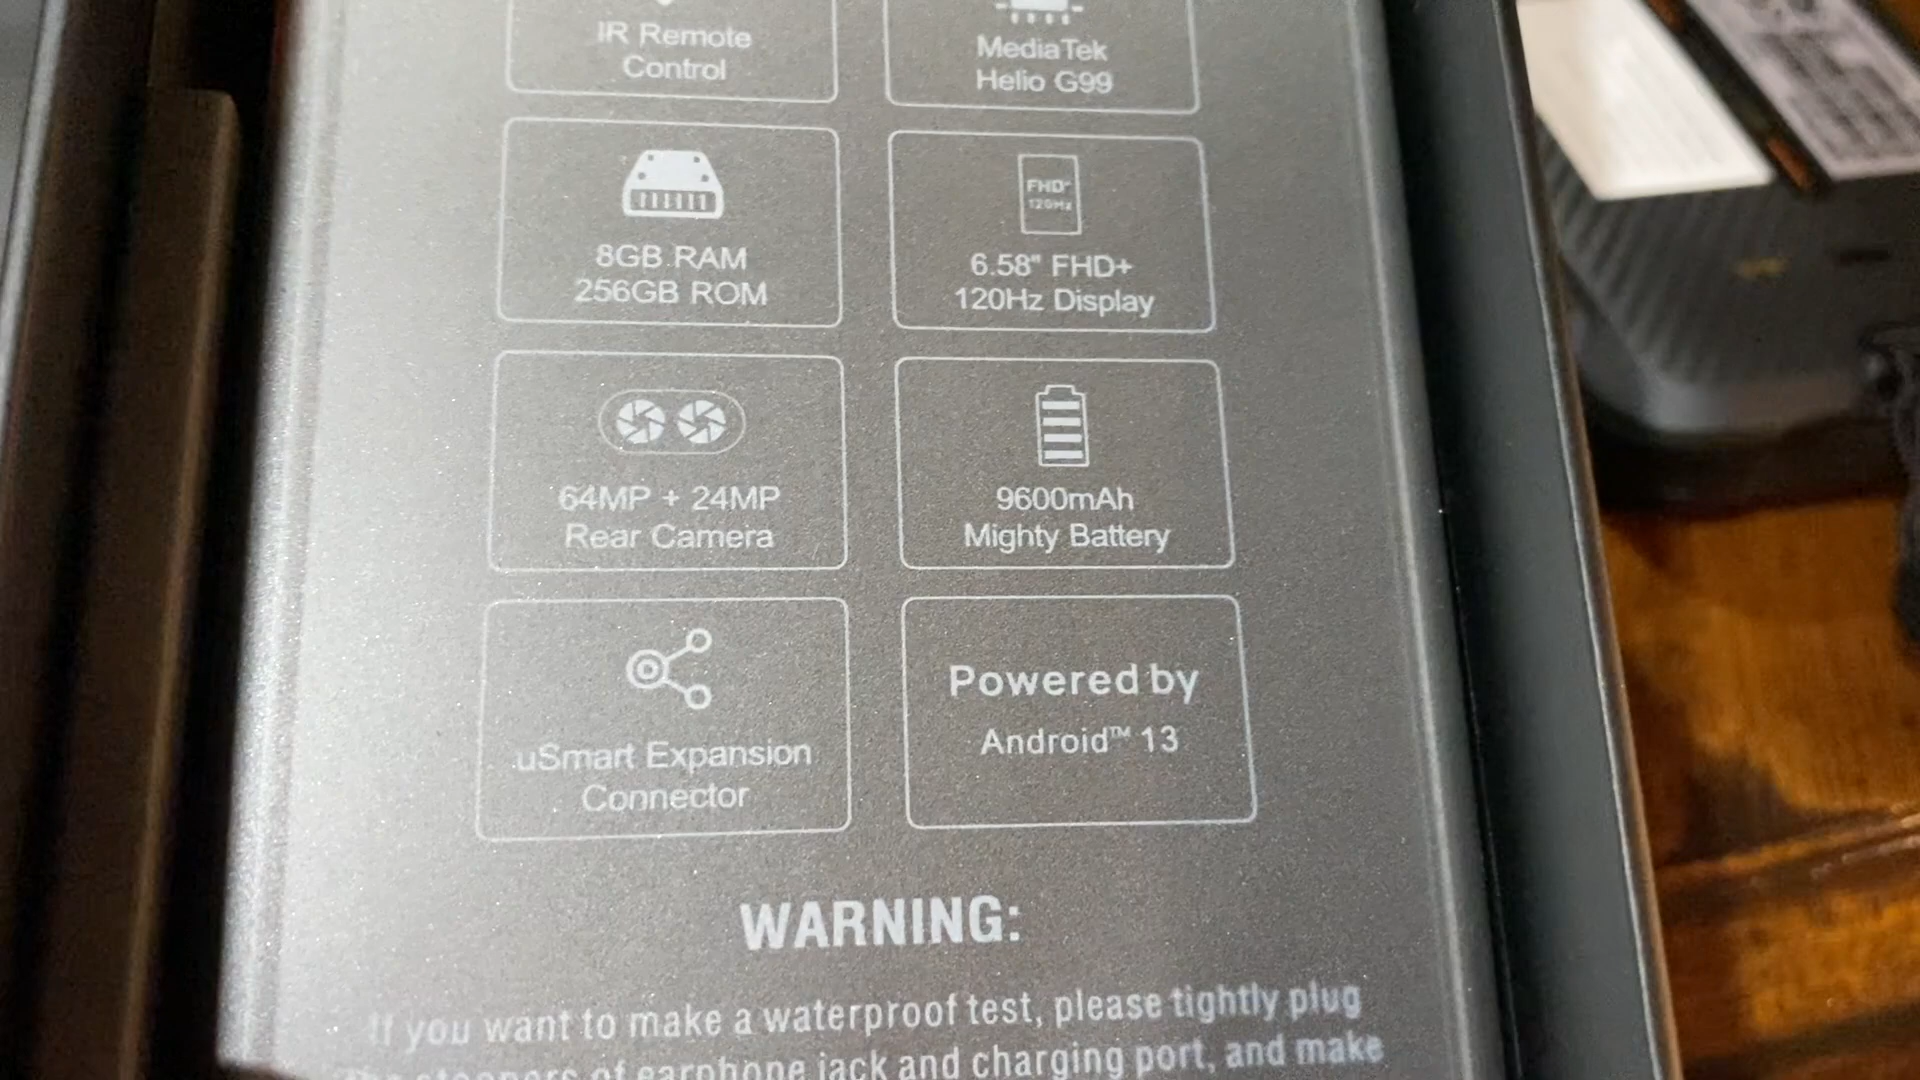 IR Remote
Control
MediaTek
Helio G99
8GB RAM
256GB ROM
FHD+
120Hz
6.58" FHD+
120Hz Display
64MP + 24MP
Rear Camera
9600mAh
Mighty Battery
uSmart Expansion
Connector
Powered by
Android™ 13
WARNING:
If you want to make a waterproof test, please tightly plug
of earphone jack and charging port, and make